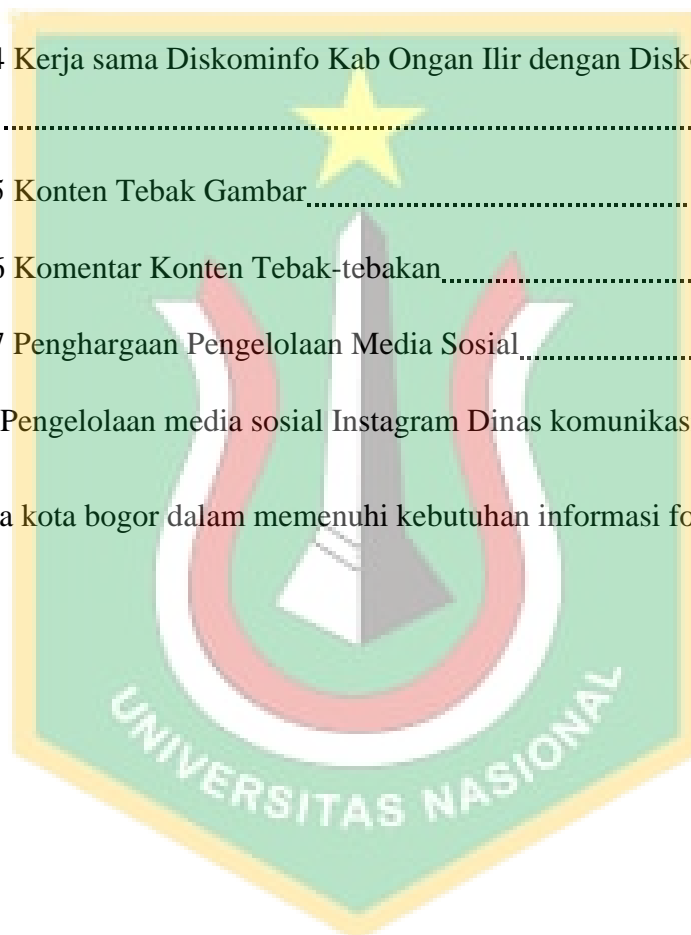 4 Kerja sama Diskominfo Kab Ongan Ilir dengan Disk
................................................................................
5 Konten Tebak Gambar................................................
6 Komentar Konten Tebak-tebakan................................
7 Penghargaan Pengelolaan Media Sosial......................
Pengelolaan media sosial Instagram Dinas komunikas
a kota bogor dalam memenuhi kebutuhan informasi fo
UNIVERSITAS NASIONAL